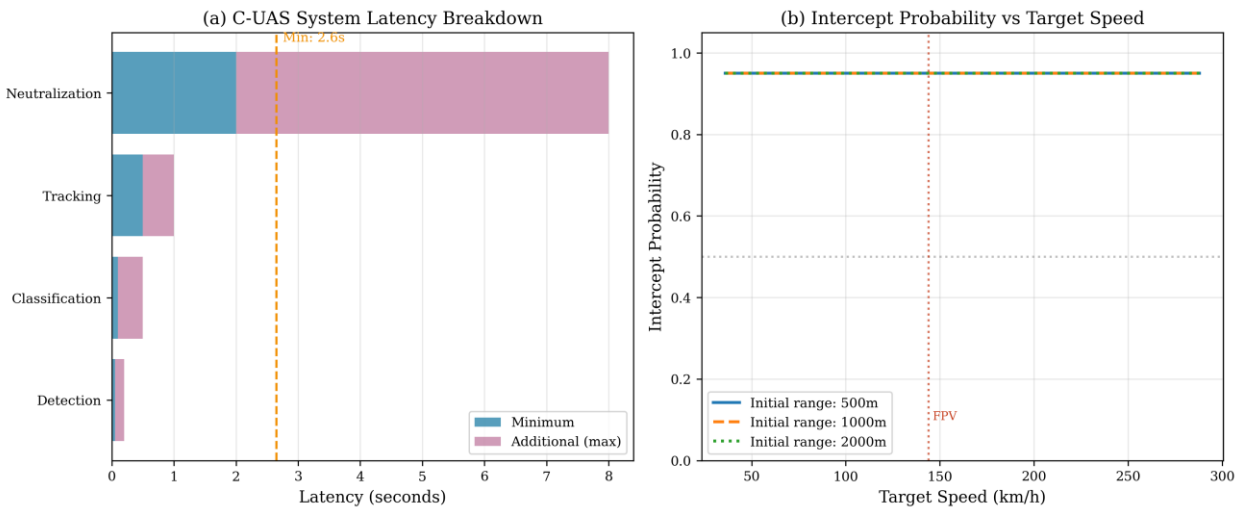 (a) C-UAS System Latency Breakdown
Min: 2.6s
Neutralization
Tracking
Classification
Detection
Minimum
Additional (max)
0 1 2 3 4 5 6 7 8
Latency (seconds)
(b) Intercept Probability vs Target Speed
Intercept Probability
1.0
0.8
0.6
0.4
0.2
0.0
FPV
Initial range: 500m
Initial range: 1000m
Initial range: 2000m
50 100 150 200 250 300
Target Speed (km/h)